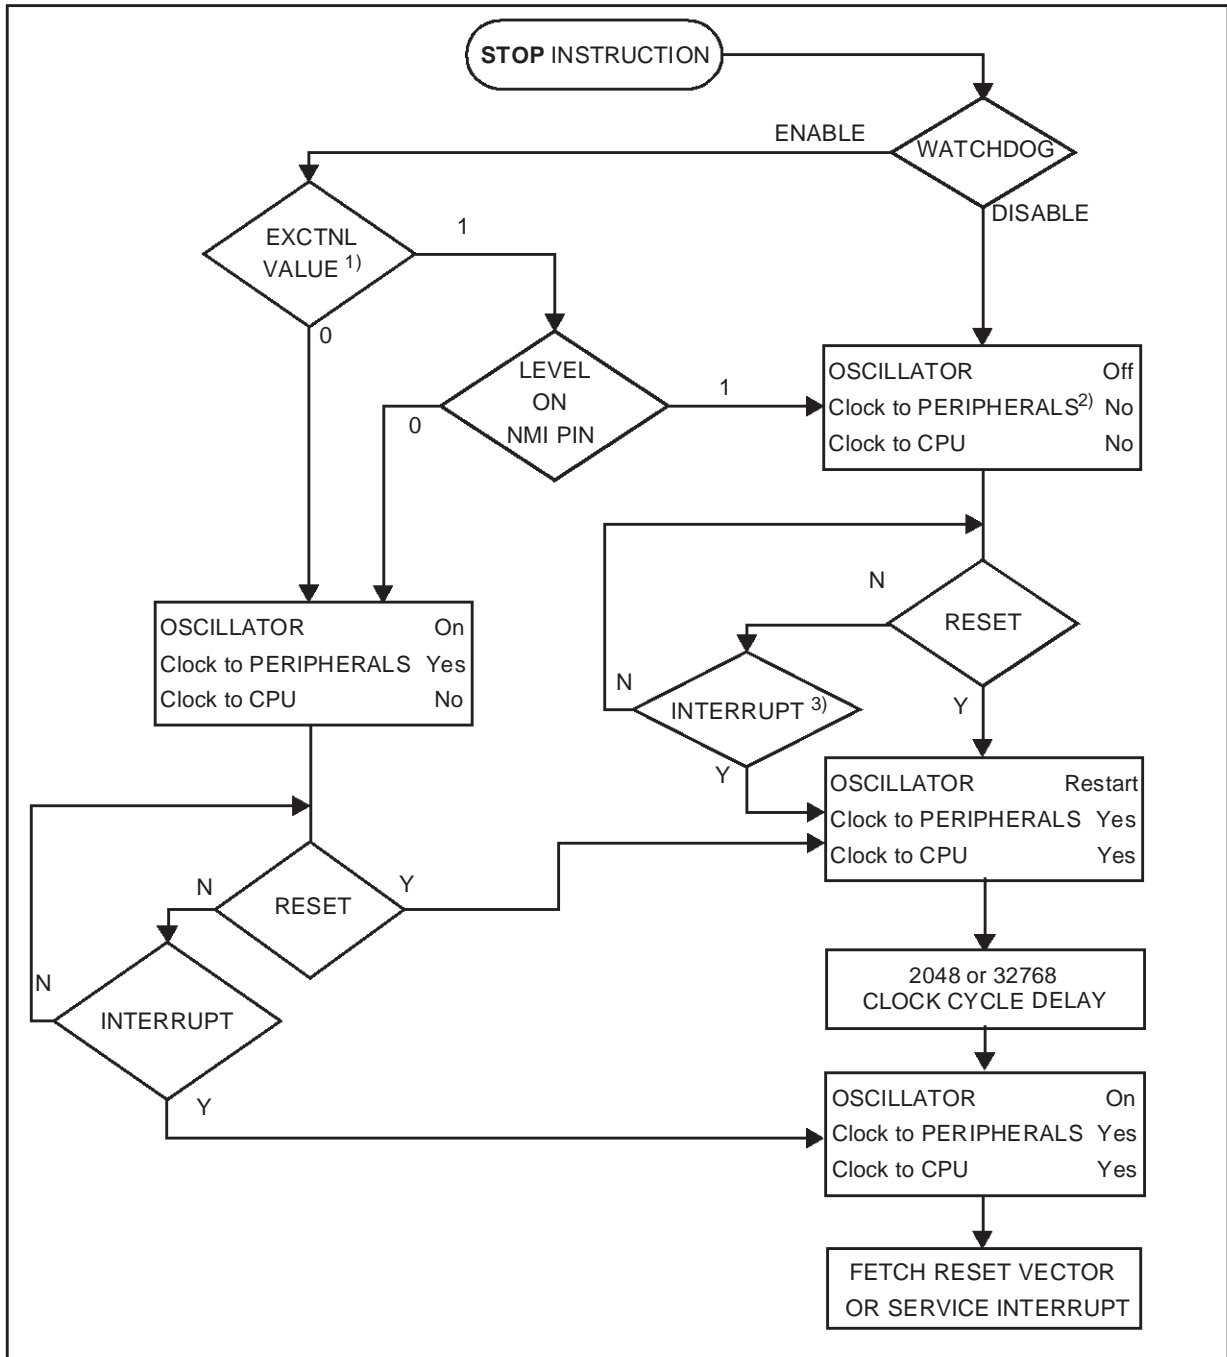 STOP INSTRUCTION
ENABLE
WATCHDOG
DISABLE
EXCTNL
VALUE 1)
1
0
LEVEL
ON
NMI PIN
1
0
OSCILLATOR Off
Clock to PERIPHERALS2) No
Clock to CPU No
N
RESET
Y
OSCILLATOR On
Clock to PERIPHERALS Yes
Clock to CPU No
N
INTERRUPT 3)
Y
OSCILLATOR Restart
Clock to PERIPHERALS Yes
Clock to CPU Yes
N
RESET
Y
N
INTERRUPT
Y
2048 or 32768
CLOCK CYCLE DELAY
OSCILLATOR On
Clock to PERIPHERALS Yes
Clock to CPU Yes
FETCH RESET VECTOR
OR SERVICE INTERRUPT